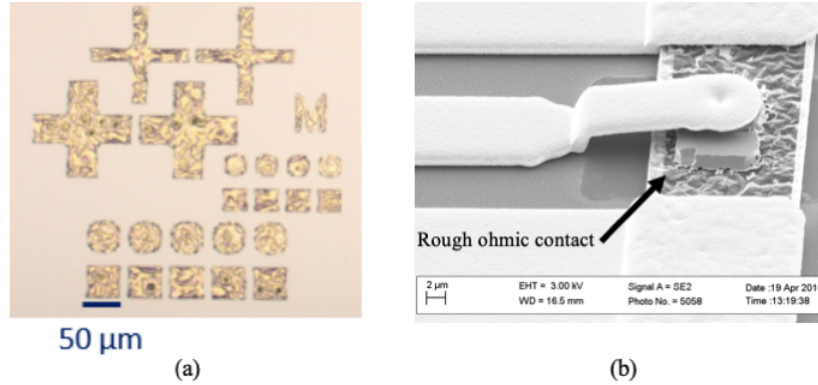 M
50 µm
(a)
Rough ohmic contact
2 µm
EHT = 3.00 kV
Signal A = SE2
Date :19 Apr
WD = 16.5 mm
Photo No. = 5058
Time :13:19:38
(b)